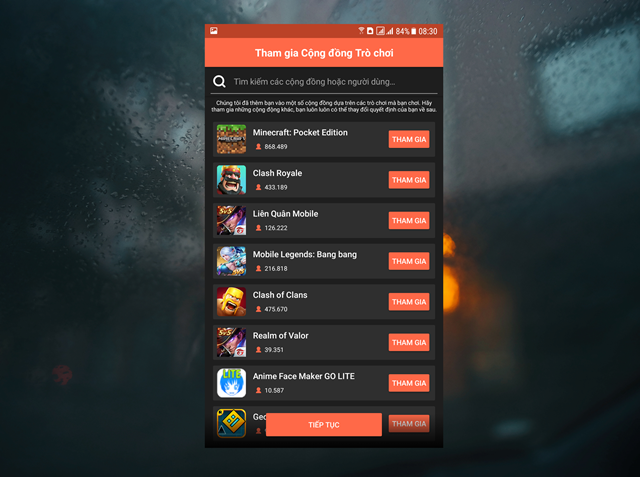 84% 08:30
Tham gia Cộng đồng Trò chơi
Tìm kiếm các cộng đồng hoặc người dùng...
Chúng tôi đã thêm bạn vào một số cộng đồng dựa trên các trò chơi mà bạn chơi. Hãy
tham gia những cộng đồng khác, bạn luôn luôn có thể thay đổi quyết định của bạn về sau.
Minecraft: Pocket Edition
868.489
THAM GIA
Clash Royale
433.189
THAM GIA
Liên Quân Mobile
126.222
THAM GIA
Mobile Legends: Bang bang
216.818
THAM GIA
Clash of Clans
475.670
THAM GIA
Realm of Valor
39.351
THAM GIA
LITE
Anime Face Maker GO LITE
10.587
THAM GIA
TIẾP TỤC
THAM GIA